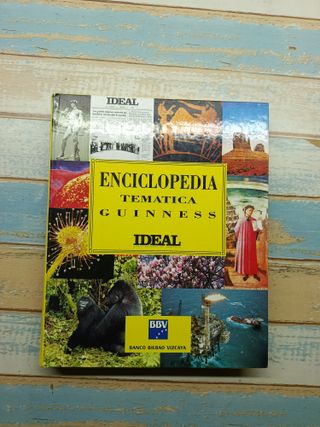 IDEAL
ENCICLOPEDIA
TEMATICA
GUINNESS
IDEAL
BBV
BANCO BILBAO VIZCAYA